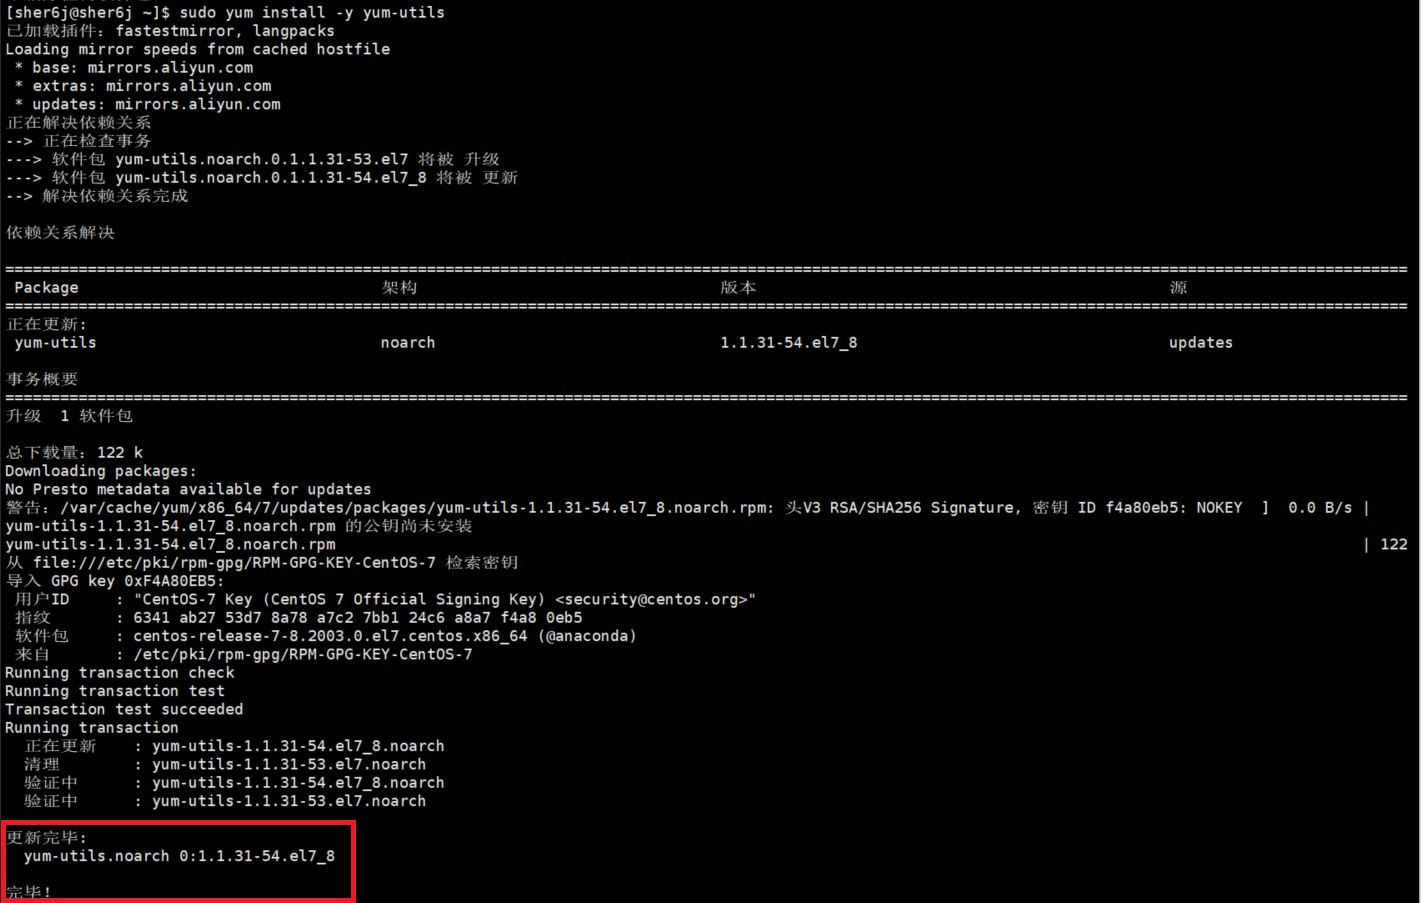 [sher6j@sher6j ~]$ sudo yum install -y yum-utils
已加载插件：fastestmirror, langpacks
Loading mirror speeds from cached hostfile
 * base: mirrors.aliyun.com
 * extras: mirrors.aliyun.com
 * updates: mirrors.aliyun.com
正在解决依赖关系
--> 正在检查事务
---> 软件包 yum-utils.noarch.0.1.1.31-53.el7 将被 升级
---> 软件包 yum-utils.noarch.0.1.1.31-54.el7_8 将被 更新
--> 解决依赖关系完成
依赖关系解决
================================================================================
Package 架构 版本 源
================================================================================
正在更新:
yum-utils noarch 1.1.31-54.el7_8 updates
事务概要
================================================================================
升级  1 软件包
总下载量：122 k
Downloading packages:
No Presto metadata available for updates
警告：/var/cache/yum/x86_64/7/updates/packages/yum-utils-1.1.31-54.el7_8.noarch.rpm: 头V3 RSA/SHA256 Signature, 密钥 ID f4a80eb5: NOKEY  ]  0.0 B/s |
yum-utils-1.1.31-54.el7_8.noarch.rpm 的公钥尚未安装
yum-utils-1.1.31-54.el7_8.noarch.rpm | 122
从 file:///etc/pki/rpm-gpg/RPM-GPG-KEY-CentOS-7 检索密钥
导入 GPG key 0xF4A80EB5:
 用户ID     : "CentOS-7 Key (CentOS 7 Official Signing Key) <security@centos.org>"
 指纹       : 6341 ab27 53d7 8a78 a7c2 7bb1 24c6 a8a7 f4a8 0eb5
 软件包     : centos-release-7-8.2003.0.el7.centos.x86_64 (@anaconda)
 来自       : /etc/pki/rpm-gpg/RPM-GPG-KEY-CentOS-7
Running transaction check
Running transaction test
Transaction test succeeded
Running transaction
  正在更新    : yum-utils-1.1.31-54.el7_8.noarch
  清理        : yum-utils-1.1.31-53.el7.noarch
  验证中      : yum-utils-1.1.31-54.el7_8.noarch
  验证中      : yum-utils-1.1.31-53.el7.noarch
更新完毕:
  yum-utils.noarch 0:1.1.31-54.el7_8
完毕！